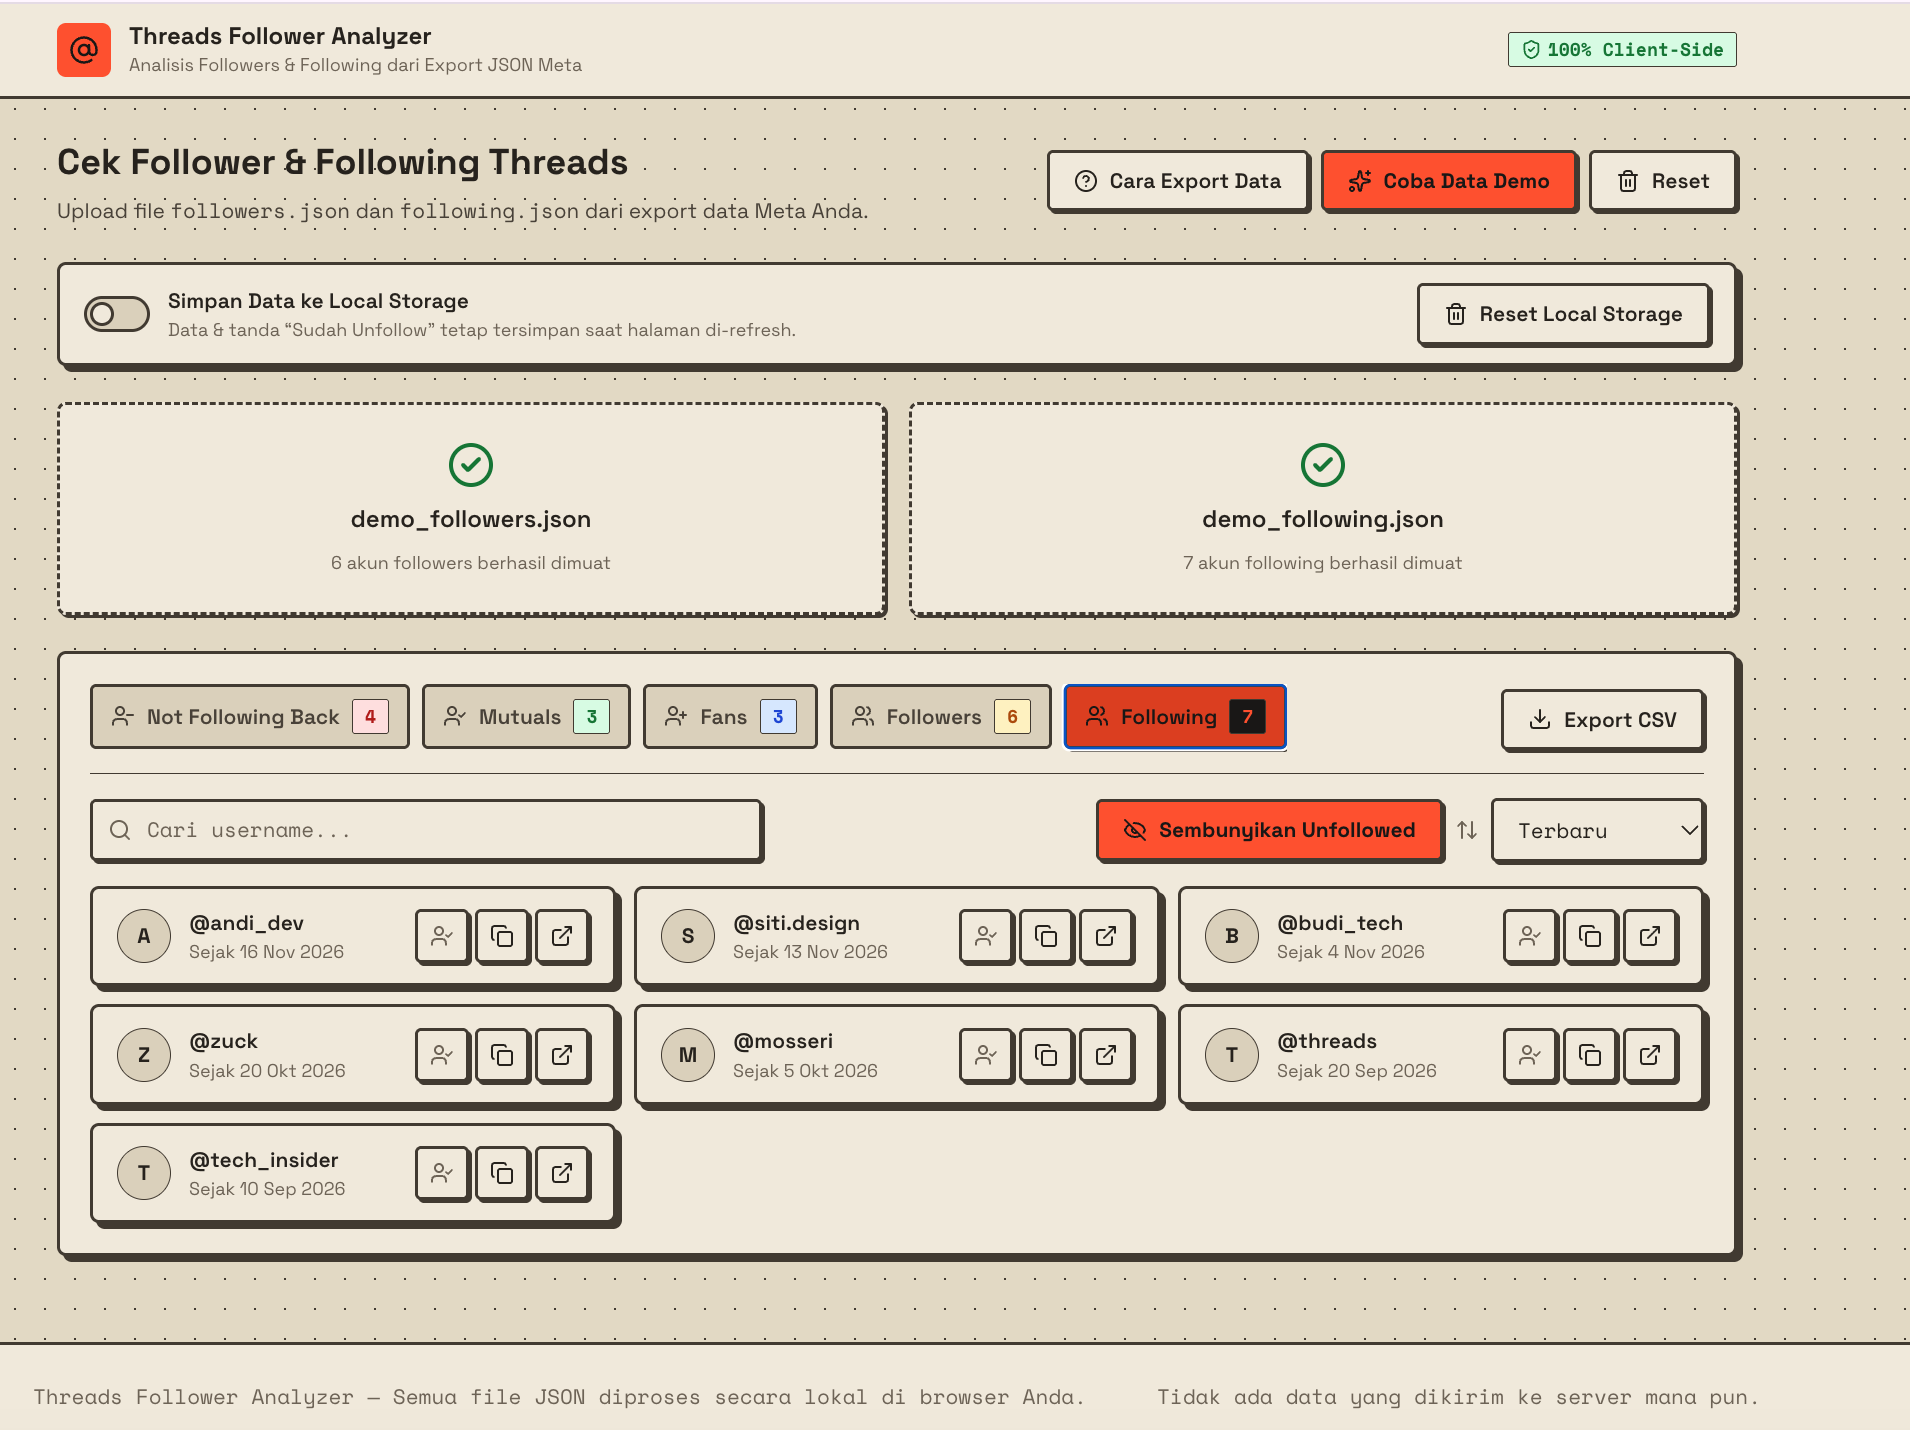 @
Threads Follower Analyzer
Analisis Followers & Following dari Export JSON Meta
100% Client-Side
Cek Follower & Following Threads
Upload file followers.json dan following.json dari export data Meta Anda.
Cara Export Data
Coba Data Demo
Reset
Simpan Data ke Local Storage
Data & tanda “Sudah Unfollow” tetap tersimpan saat halaman di-refresh.
Reset Local Storage
demo_followers.json
6 akun followers berhasil dimuat
demo_following.json
7 akun following berhasil dimuat
Not Following Back 4
Mutuals 3
Fans 3
Followers 6
Following 7
Export CSV
Cari username...
Sembunyikan Unfollowed
Terbaru
A
@andi_dev
Sejak 16 Nov 2026
S
@siti.design
Sejak 13 Nov 2026
B
@budi_tech
Sejak 4 Nov 2026
Z
@zuck
Sejak 20 Okt 2026
M
@mosseri
Sejak 5 Okt 2026
T
@threads
Sejak 20 Sep 2026
T
@tech_insider
Sejak 10 Sep 2026
Threads Follower Analyzer — Semua file JSON diproses secara lokal di browser Anda.
Tidak ada data yang dikirim ke server mana pun.